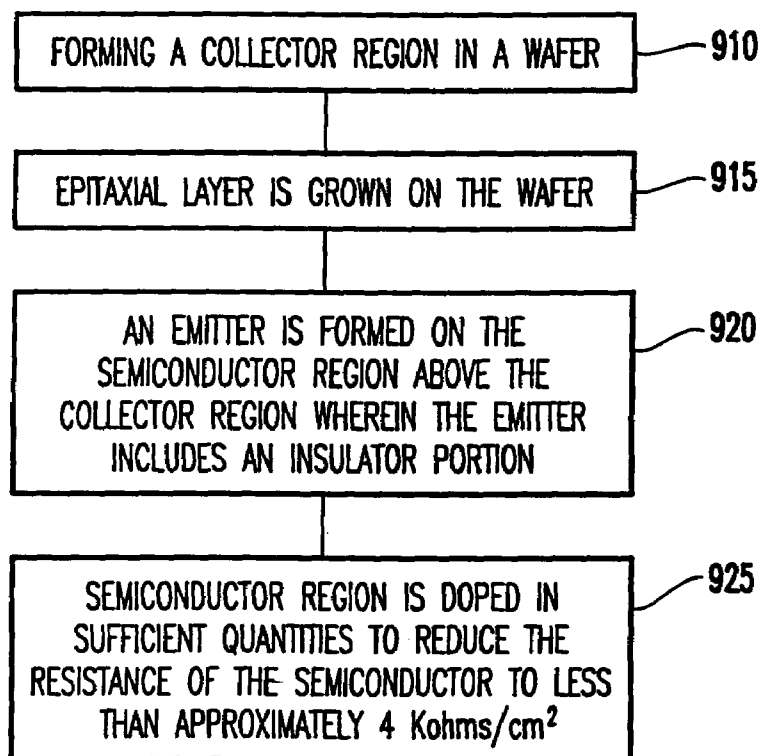 FORMING A COLLECTOR REGION IN A WAFER
910
EPITAXIAL LAYER IS GROWN ON THE WAFER
915
AN EMITTER IS FORMED ON THE
SEMICONDUCTOR REGION ABOVE THE
COLLECTOR REGION WHEREIN THE EMITTER
INCLUDES AN INSULATOR PORTION
920
SEMICONDUCTOR REGION IS DOPED IN
SUFFICIENT QUANTITIES TO REDUCE THE
RESISTANCE OF THE SEMICONDUCTOR TO LESS
THAN APPROXIMATELY 4 Kohms/cm²
925